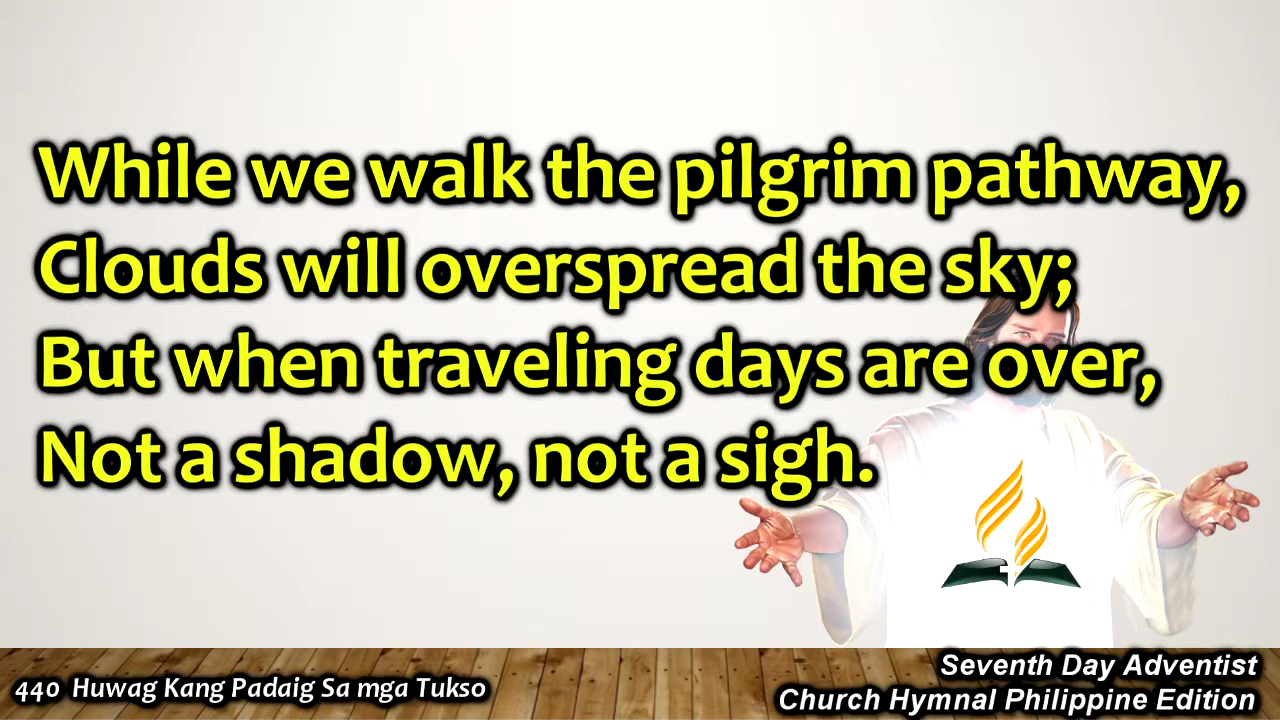 While we walk the pilgrim pathway,
Clouds will overspread the sky;
But when traveling days are over,
Not a shadow, not a sigh.
440 Huwag Kang Padaig Sa mga Tukso
Seventh Day Adventist
Church Hymnal Philippine Edition